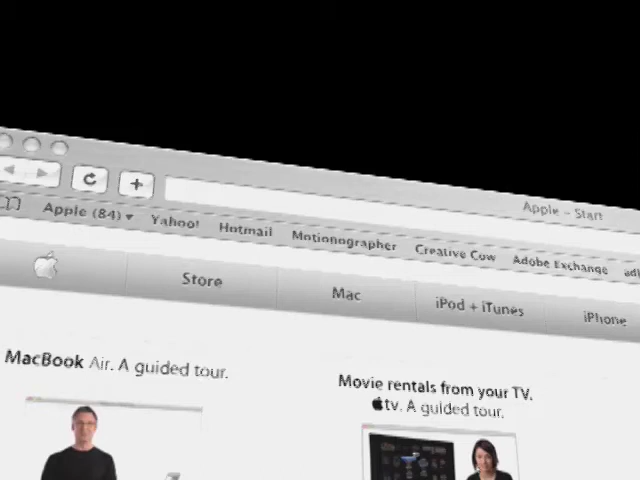 Apple - Start
Apple (84) Yahoo! Hotmail Motionographer Creative Cow Adobe Exchange
Store Mac iPod + iTunes iPhone
MacBook Air. A guided tour.
Movie rentals from your TV.
tv. A guided tour.